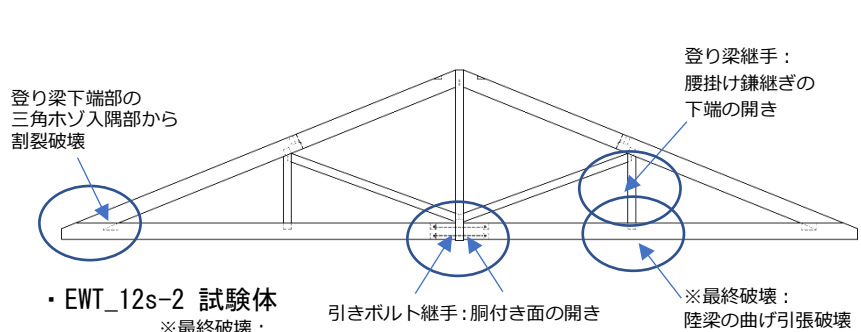 登り梁継手：
腰掛け鎌継ぎの
下端の開き
登り梁下端部の
三角ホゾ入隅部から
割裂破壊
・EWT_12s-2 試験体
※最終破壊：
引きボルト継手：胴付き面の開き
※最終破壊：
陸梁の曲げ引張破壊